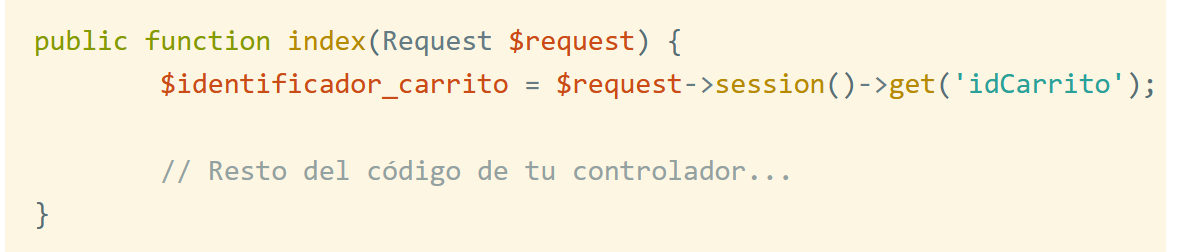 public function index(Request $request) {
        $identificador_carrito = $request->session()->get('idCarrito');
        // Resto del código de tu controlador...
}